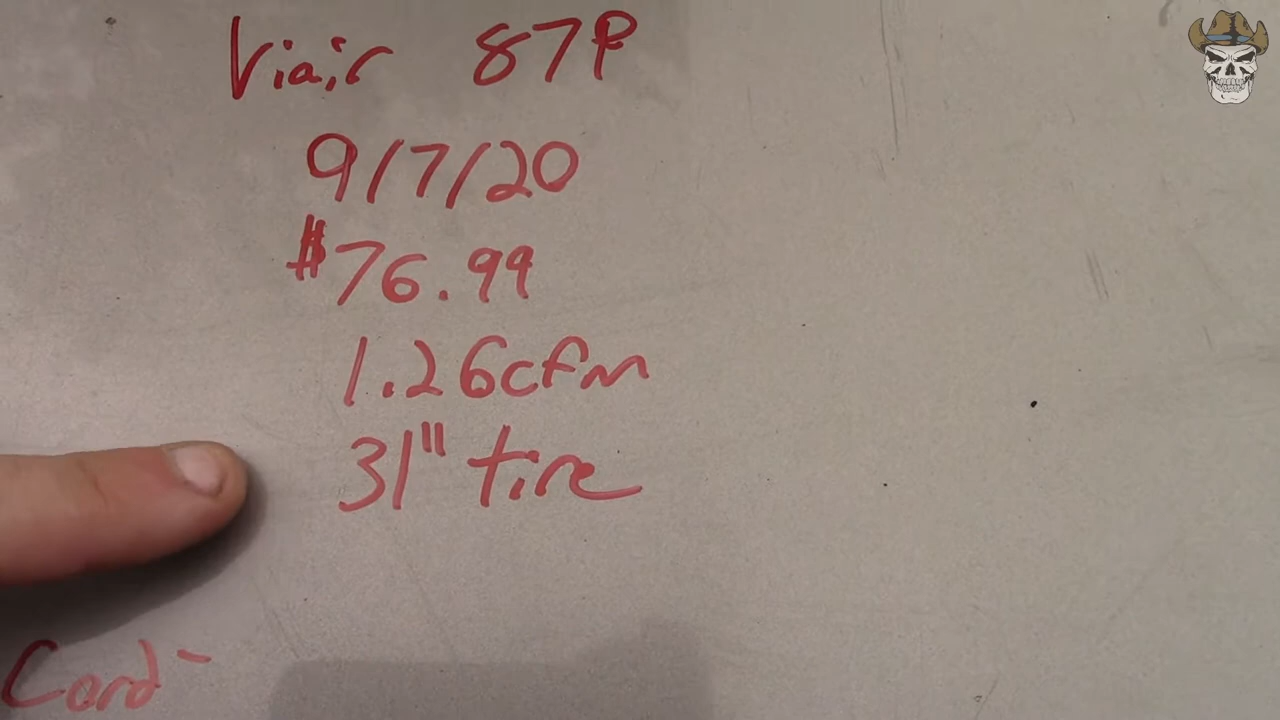 Viair 87P
9/7/20
$76.99
1.26cfm
31" tire
Cord-